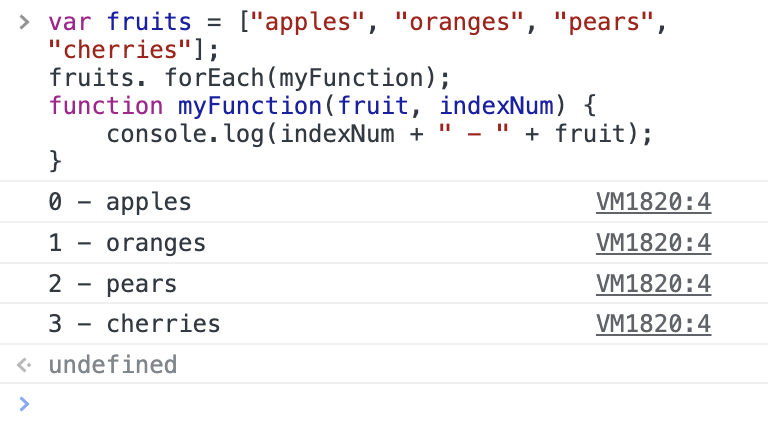 > var fruits = ["apples", "oranges", "pears",
"cherries"];
fruits. forEach(myFunction);
function myFunction(fruit, indexNum) {
    console.log(indexNum + " – " + fruit);
}
0 – apples VM1820:4
1 – oranges VM1820:4
2 – pears VM1820:4
3 – cherries VM1820:4
undefined
>